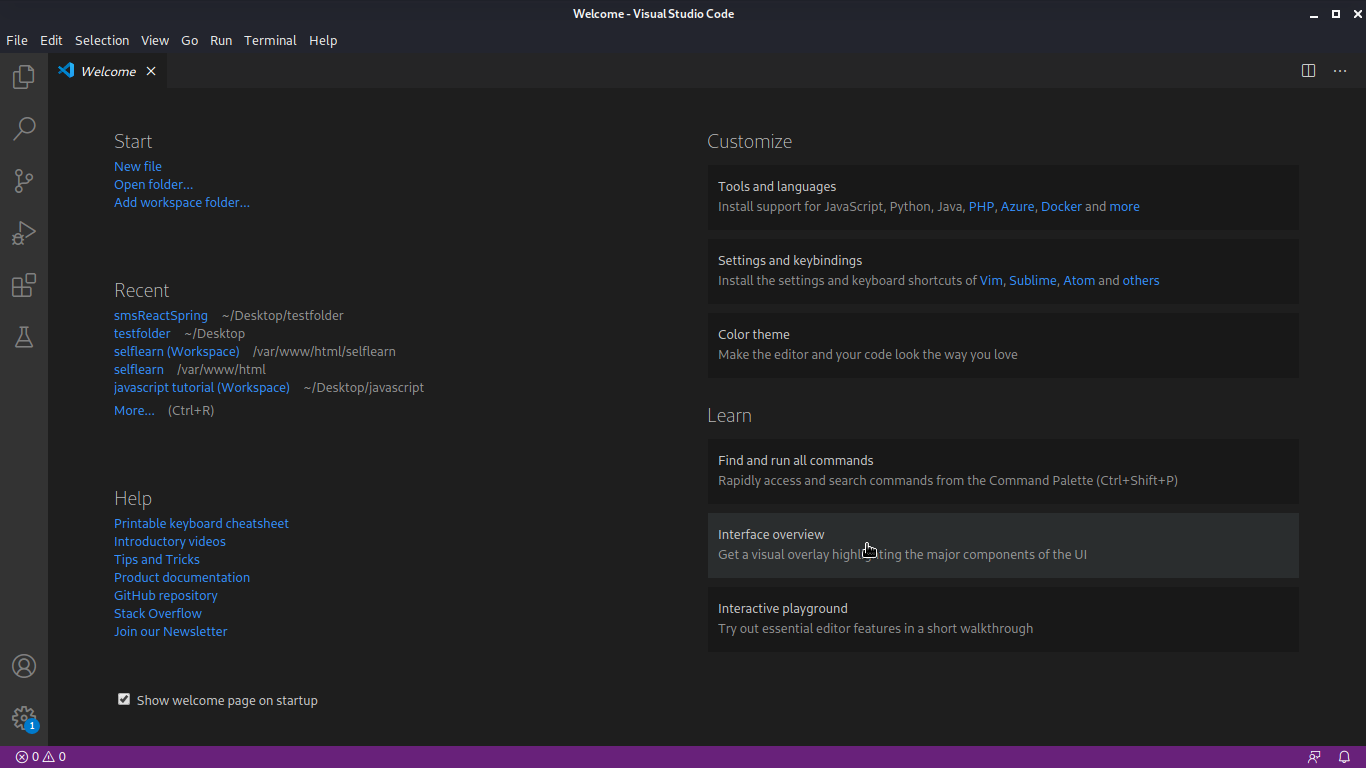 Welcome - Visual Studio Code
File Edit Selection View Go Run Terminal Help
Welcome
Start
New file
Open folder...
Add workspace folder...
Recent
smsReactSpring ~/Desktop/testfolder
testfolder ~/Desktop
selflearn (Workspace) /var/www/html/selflearn
selflearn /var/www/html
javascript tutorial (Workspace) ~/Desktop/javascript
More... (Ctrl+R)
Help
Printable keyboard cheatsheet
Introductory videos
Tips and Tricks
Product documentation
GitHub repository
Stack Overflow
Join our Newsletter
Show welcome page on startup
Customize
Tools and languages
Install support for JavaScript, Python, Java, PHP, Azure, Docker and more
Settings and keybindings
Install the settings and keyboard shortcuts of Vim, Sublime, Atom and others
Color theme
Make the editor and your code look the way you love
Learn
Find and run all commands
Rapidly access and search commands from the Command Palette (Ctrl+Shift+P)
Interface overview
Get a visual overlay highlighting the major components of the UI
Interactive playground
Try out essential editor features in a short walkthrough
1
0 0